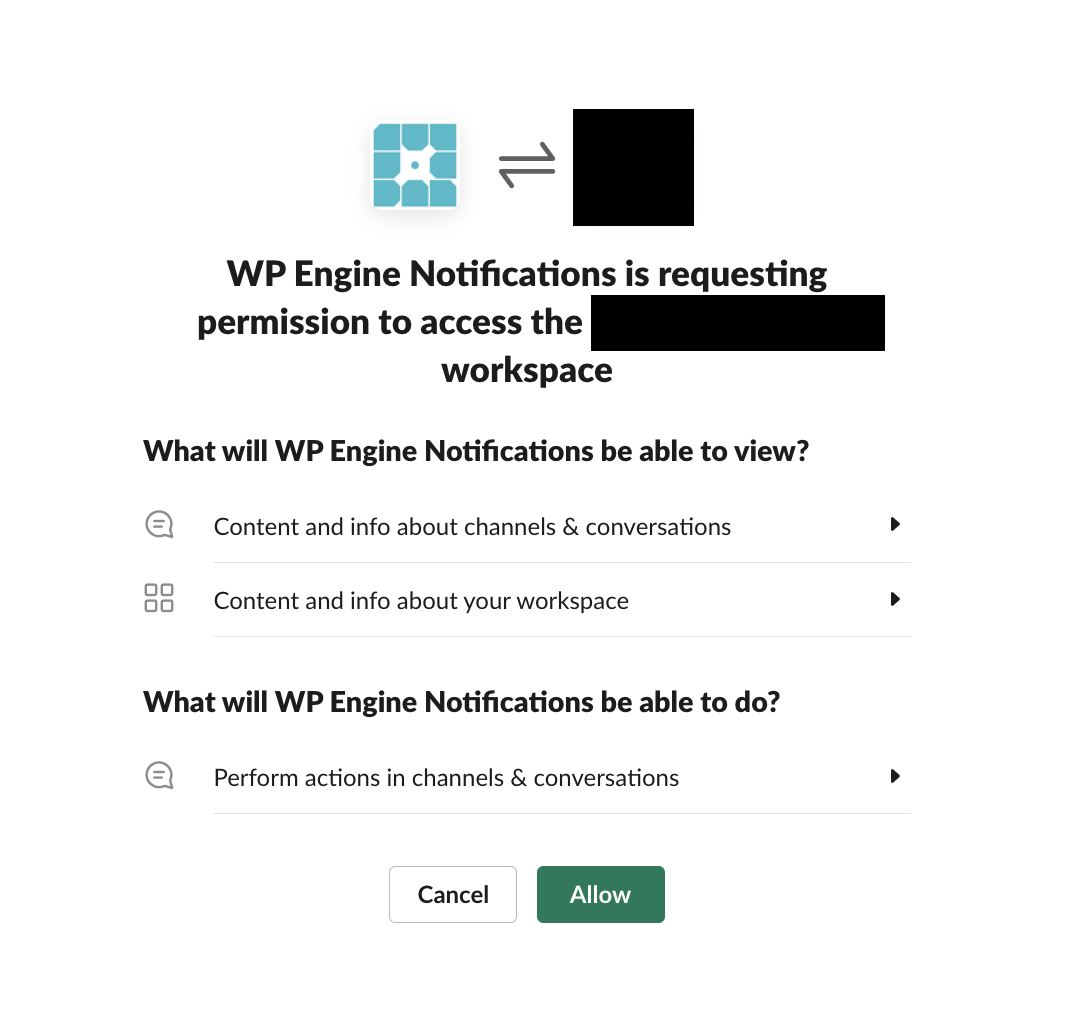 WP Engine Notifications is requesting
permission to access the
workspace
What will WP Engine Notifications be able to view?
Content and info about channels & conversations
Content and info about your workspace
What will WP Engine Notifications be able to do?
Perform actions in channels & conversations
Cancel
Allow